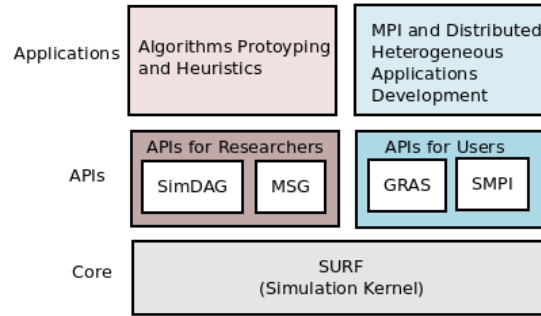 Applications
Algorithms Protoyping
and Heuristics
MPI and Distributed
Heterogeneous
Applications
Development
APIs
APIs for Researchers
SimDAG
MSG
APIs for Users
GRAS
SMPI
Core
SURF
(Simulation Kernel)